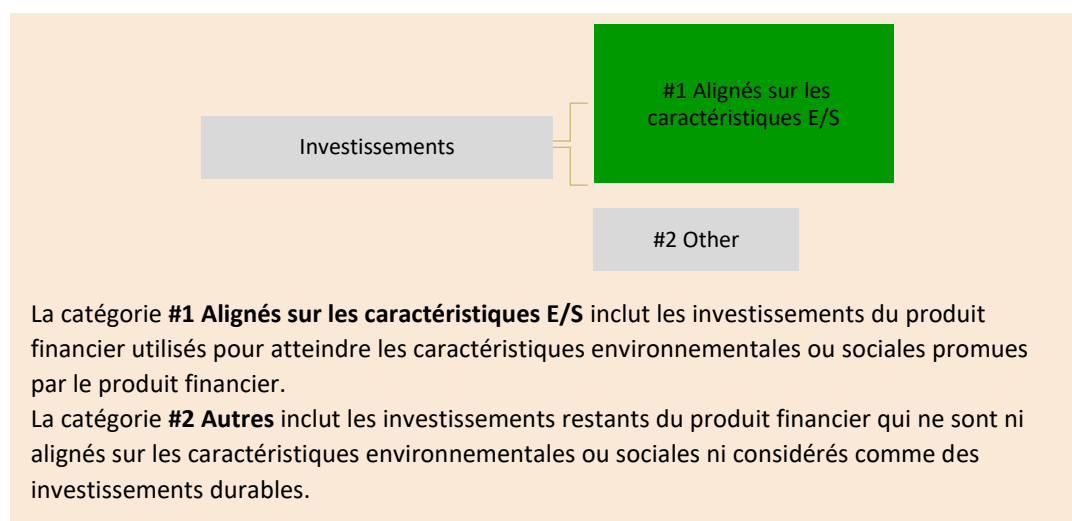 #1 Alignés sur les
caractéristiques E/S
Investissements
#2 Other
La catégorie #1 Alignés sur les caractéristiques E/S inclut les investissements du produit
financier utilisés pour atteindre les caractéristiques environnementales ou sociales promues
par le produit financier.
La catégorie #2 Autres inclut les investissements restants du produit financier qui ne sont ni
alignés sur les caractéristiques environnementales ou sociales ni considérés comme des
investissements durables.